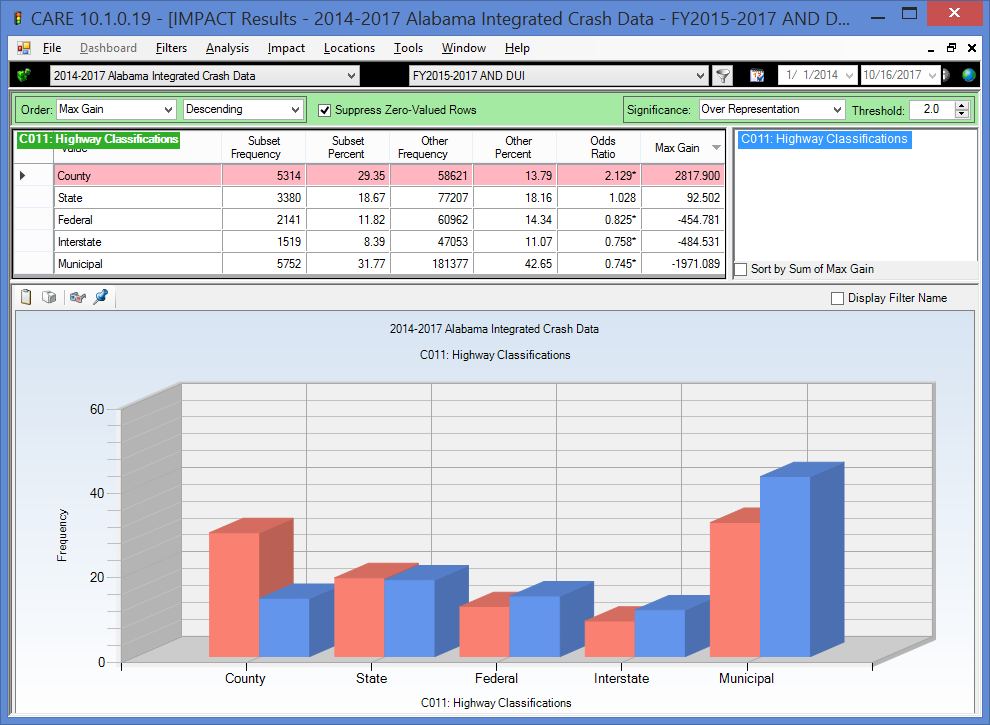 CARE 10.1.0.19 - [IMPACT Results - 2014-2017 Alabama Integrated Crash Data - FY2015-2017 AND D...
File Dashboard Filters Analysis Impact Locations Tools Window Help
2014-2017 Alabama Integrated Crash Data FY2015-2017 AND DUI 1/ 1/2014 10/16/2017
Order: Max Gain Descending Suppress Zero-Valued Rows Significance: Over Representation Threshold: 2.0
C011: Highway Classifications
Value Subset Frequency Subset Percent Other Frequency Other Percent Odds Ratio Max Gain
County 5314 29.35 58621 13.79 2.129* 2817.900
State 3380 18.67 77207 18.16 1.028 92.502
Federal 2141 11.82 60962 14.34 0.825* -454.781
Interstate 1519 8.39 47053 11.07 0.758* -484.531
Municipal 5752 31.77 181377 42.65 0.745* -1971.089
C011: Highway Classifications
Sort by Sum of Max Gain
Display Filter Name
2014-2017 Alabama Integrated Crash Data
C011: Highway Classifications
60
40
20
0
Frequency
County State Federal Interstate Municipal
C011: Highway Classifications